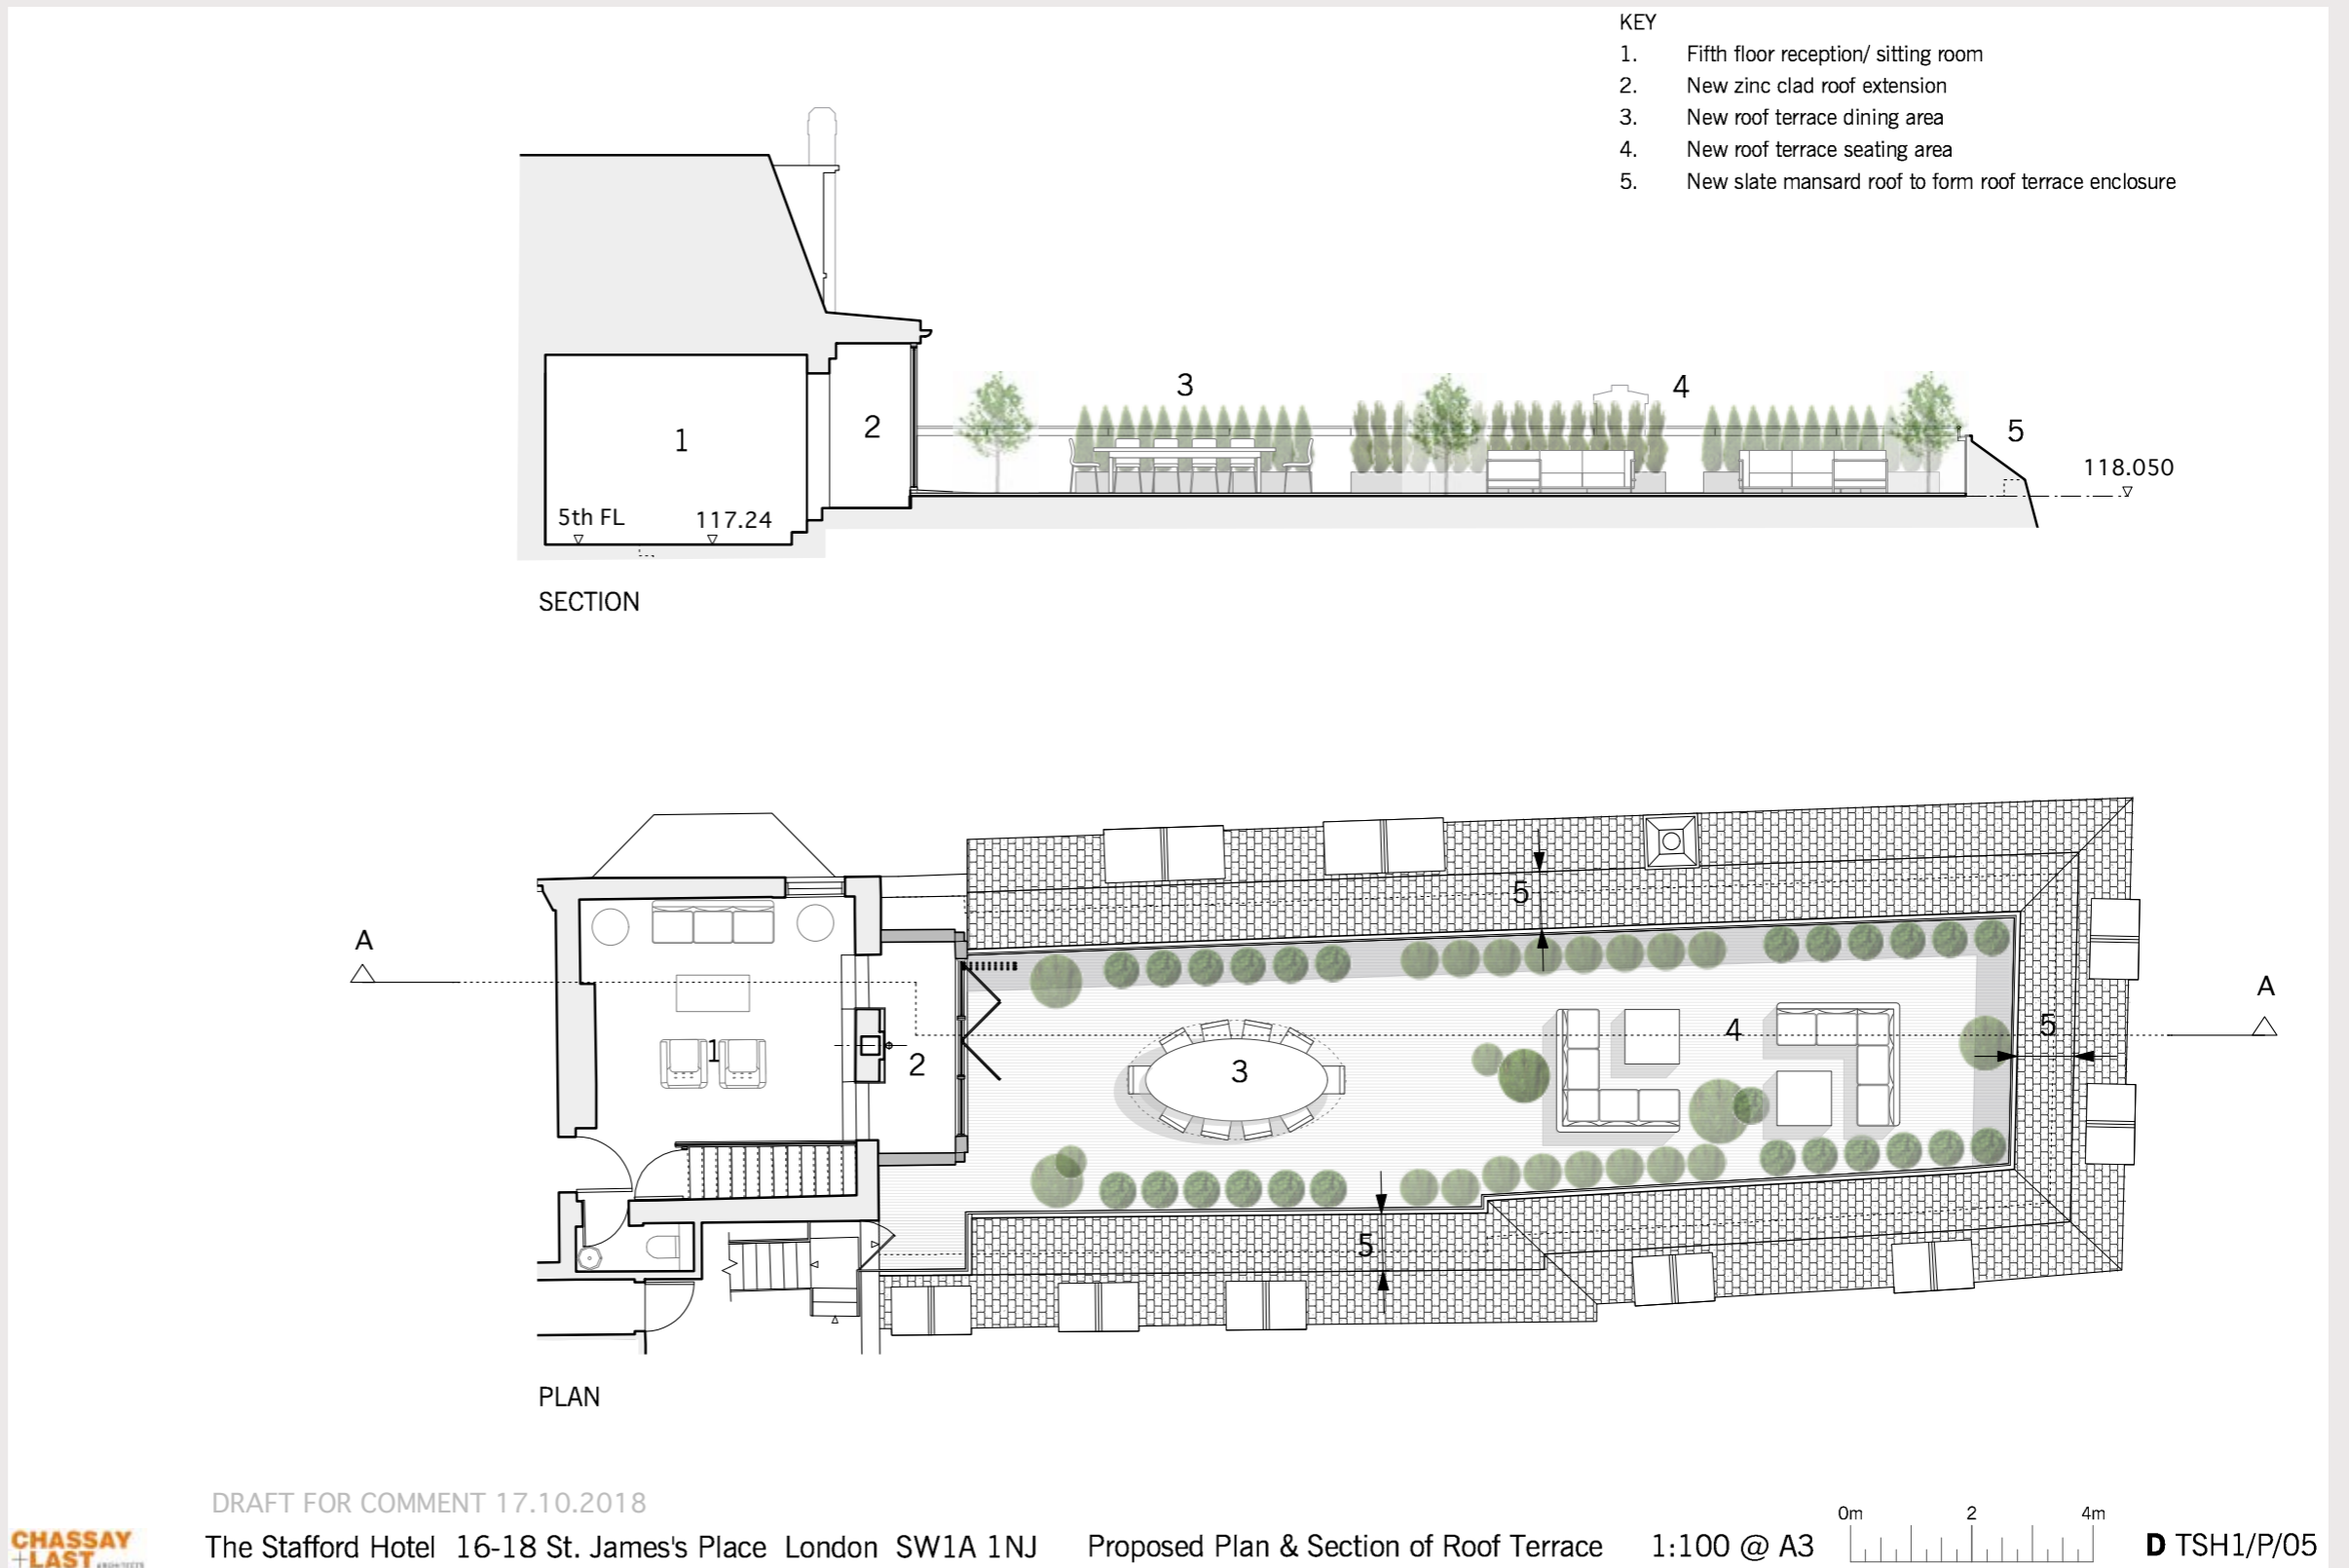 KEY
1. Fifth floor reception/ sitting room
2. New zinc clad roof extension
3. New roof terrace dining area
4. New roof terrace seating area
5. New slate mansard roof to form roof terrace enclosure
3
4
2
1
5
118.050
5th FL
117.24
SECTION
5
A
A
1
2
3
4
5
5
PLAN
DRAFT FOR COMMENT 17.10.2018
CHASSAY
+LAST ARCHITECTS
The Stafford Hotel 16-18 St. James's Place London SW1A 1NJ Proposed Plan & Section of Roof Terrace 1:100 @ A3
0m 2 4m
D TSH1/P/05